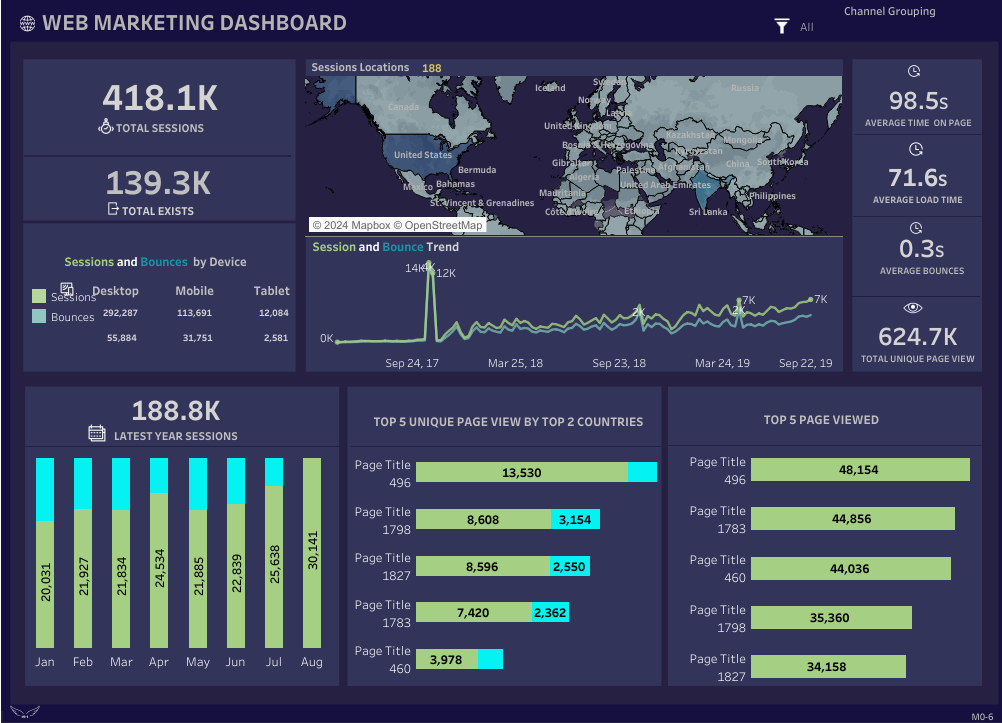 WEB MARKETING DASHBOARD
Channel Grouping
All
418.1K
TOTAL SESSIONS
139.3K
TOTAL EXISTS
Sessions and Bounces by Device
Desktop Mobile Tablet
Sessions
292,287 113,691 12,084
Bounces
55,884 31,751 2,581
Sessions Locations 188
Iceland
Sweden
Russia
Canada
Norway
Latvia
United Kingdom
Kazakhstan
Mongolia
Bosnia & Herzegovina
Kyrgyzstan
United States
Gibraltar
China
South Korea
Bermuda
Palestine
Afghanistan
Algeria
Mexico
Bahamas
United Arab Emirates
Mauritania
Philippines
St. Vincent & Grenadines
Côte d'Ivoire
Ethiopia
Sri Lanka
© 2024 Mapbox © OpenStreetMap
Session and Bounce Trend
14K
4K
12K
7K
2K
2K
7K
0K
Sep 24, 17
Mar 25, 18
Sep 23, 18
Mar 24, 19
Sep 22, 19
98.5s
AVERAGE TIME ON PAGE
71.6s
AVERAGE LOAD TIME
0.3s
AVERAGE BOUNCES
624.7K
TOTAL UNIQUE PAGE VIEW
188.8K
LATEST YEAR SESSIONS
20,031
21,927
21,834
24,534
21,885
22,839
25,638
30,141
Jan Feb Mar Apr May Jun Jul Aug
TOP 5 UNIQUE PAGE VIEW BY TOP 2 COUNTRIES
Page Title
496
13,530
Page Title
1798
8,608 3,154
Page Title
1827
8,596 2,550
Page Title
1783
7,420 2,362
Page Title
460
3,978
TOP 5 PAGE VIEWED
Page Title
496
48,154
Page Title
1783
44,856
Page Title
460
44,036
Page Title
1798
35,360
Page Title
1827
34,158
M0-6